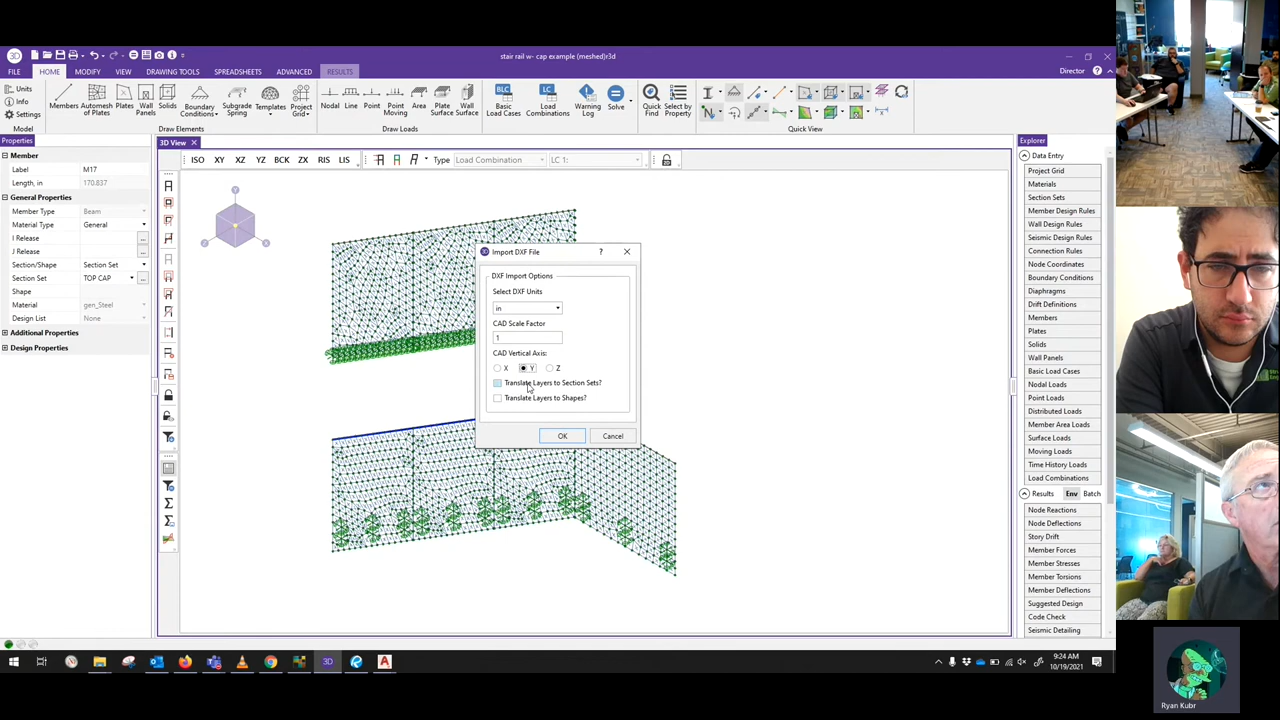 3D
stair rail w- cap example (meshed)r3d
FILE
HOME
MODIFY
VIEW
DRAWING TOOLS
SPREADSHEETS
ADVANCED
RESULTS
Director
Units
Info
Settings
Model
Members
Automesh of Plates
Plates
Wall Panels
Solids
Boundary Conditions
Subgrade Spring
Templates
Project Grid
Draw Elements
Nodal
Line
Point
Point Moving
Area
Plate Surface
Wall Surface
Draw Loads
BLC
Basic Load Cases
LC
Load Combinations
Warning Log
Solve
Quick Find
Select by Property
Quick View
Properties
Member
Label M17
Length, in 170.837
General Properties
Member Type Beam
Material Type General
I Release ...
J Release ...
Section/Shape Section Set
Section Set TOP CAP ...
Shape
Material gen_Steel
Design List None
Additional Properties
Design Properties
3D View
ISO XY XZ YZ BCK ZX RIS LIS
Type Load Combination LC 1:
Y
Z X
Import DXF File ?
DXF Import Options
Select DXF Units
in
CAD Scale Factor
1
CAD Vertical Axis:
X Y Z
Translate Layers to Section Sets?
Translate Layers to Shapes?
OK Cancel
Explorer
Data Entry
Project Grid
Materials
Section Sets
Member Design Rules
Wall Design Rules
Seismic Design Rules
Connection Rules
Node Coordinates
Boundary Conditions
Diaphragms
Drift Definitions
Members
Plates
Solids
Wall Panels
Basic Load Cases
Nodal Loads
Point Loads
Distributed Loads
Member Area Loads
Surface Loads
Moving Loads
Time History Loads
Load Combinations
Results Env Batch
Node Reactions
Node Deflections
Story Drift
Member Forces
Member Stresses
Member Torsions
Member Deflections
Suggested Design
Code Check
Seismic Detailing
9:24 AM
10/19/2021
Ryan Kubr